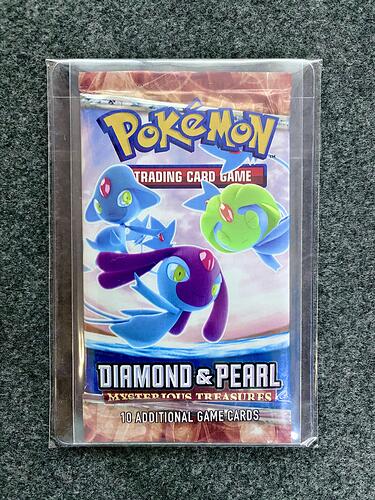 POKéMON
TRADING CARD GAME
DIAMOND & PEARL
MYSTERIOUS TREASURES
10 ADDITIONAL GAME CARDS